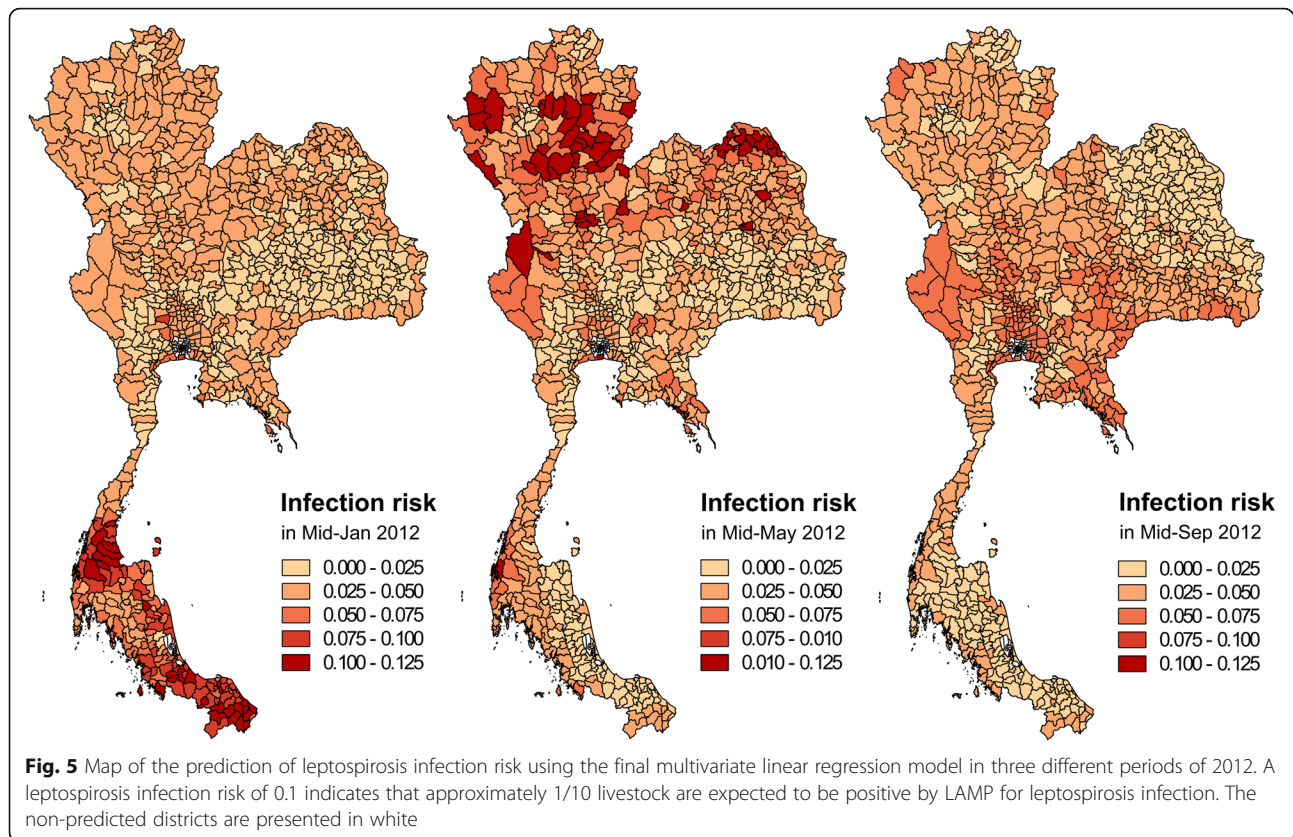 Infection risk
in Mid-Jan 2012
0.000 - 0.025
0.025 - 0.050
0.050 - 0.075
0.075 - 0.100
0.100 - 0.125
Infection risk
in Mid-May 2012
0.000 - 0.025
0.025 - 0.050
0.050 - 0.075
0.075 - 0.010
0.010 - 0.125
Infection risk
in Mid-Sep 2012
0.000 - 0.025
0.025 - 0.050
0.050 - 0.075
0.075 - 0.100
0.100 - 0.125
Fig. 5 Map of the prediction of leptospirosis infection risk using the final multivariate linear regression model in three different periods of 2012. A
leptospirosis infection risk of 0.1 indicates that approximately 1/10 livestock are expected to be positive by LAMP for leptospirosis infection. The
non-predicted districts are presented in white